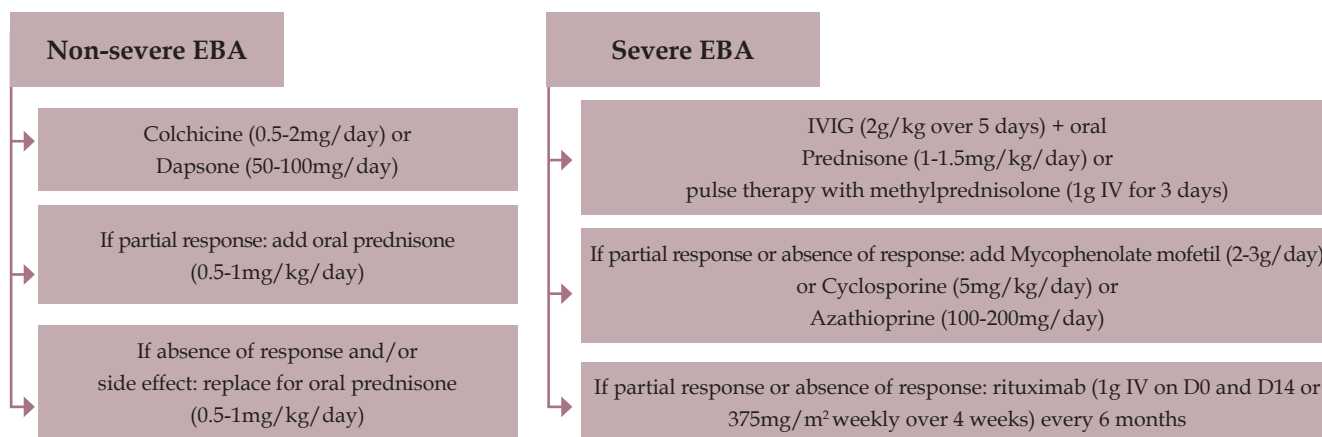 Non-severe EBA
Colchicine (0.5-2mg/day) or
Dapsone (50-100mg/day)
If partial response: add oral prednisone
(0.5-1mg/kg/day)
If absence of response and/or
side effect: replace for oral prednisone
(0.5-1mg/kg/day)
Severe EBA
IVIG (2g/kg over 5 days) + oral
Prednisone (1-1.5mg/kg/day) or
pulse therapy with methylprednisolone (1g IV for 3 days)
If partial response or absence of response: add Mycophenolate mofetil (2-3g/day)
or Cyclosporine (5mg/kg/day) or
Azathioprine (100-200mg/day)
If partial response or absence of response: rituximab (1g IV on D0 and D14 or
375mg/m² weekly over 4 weeks) every 6 months